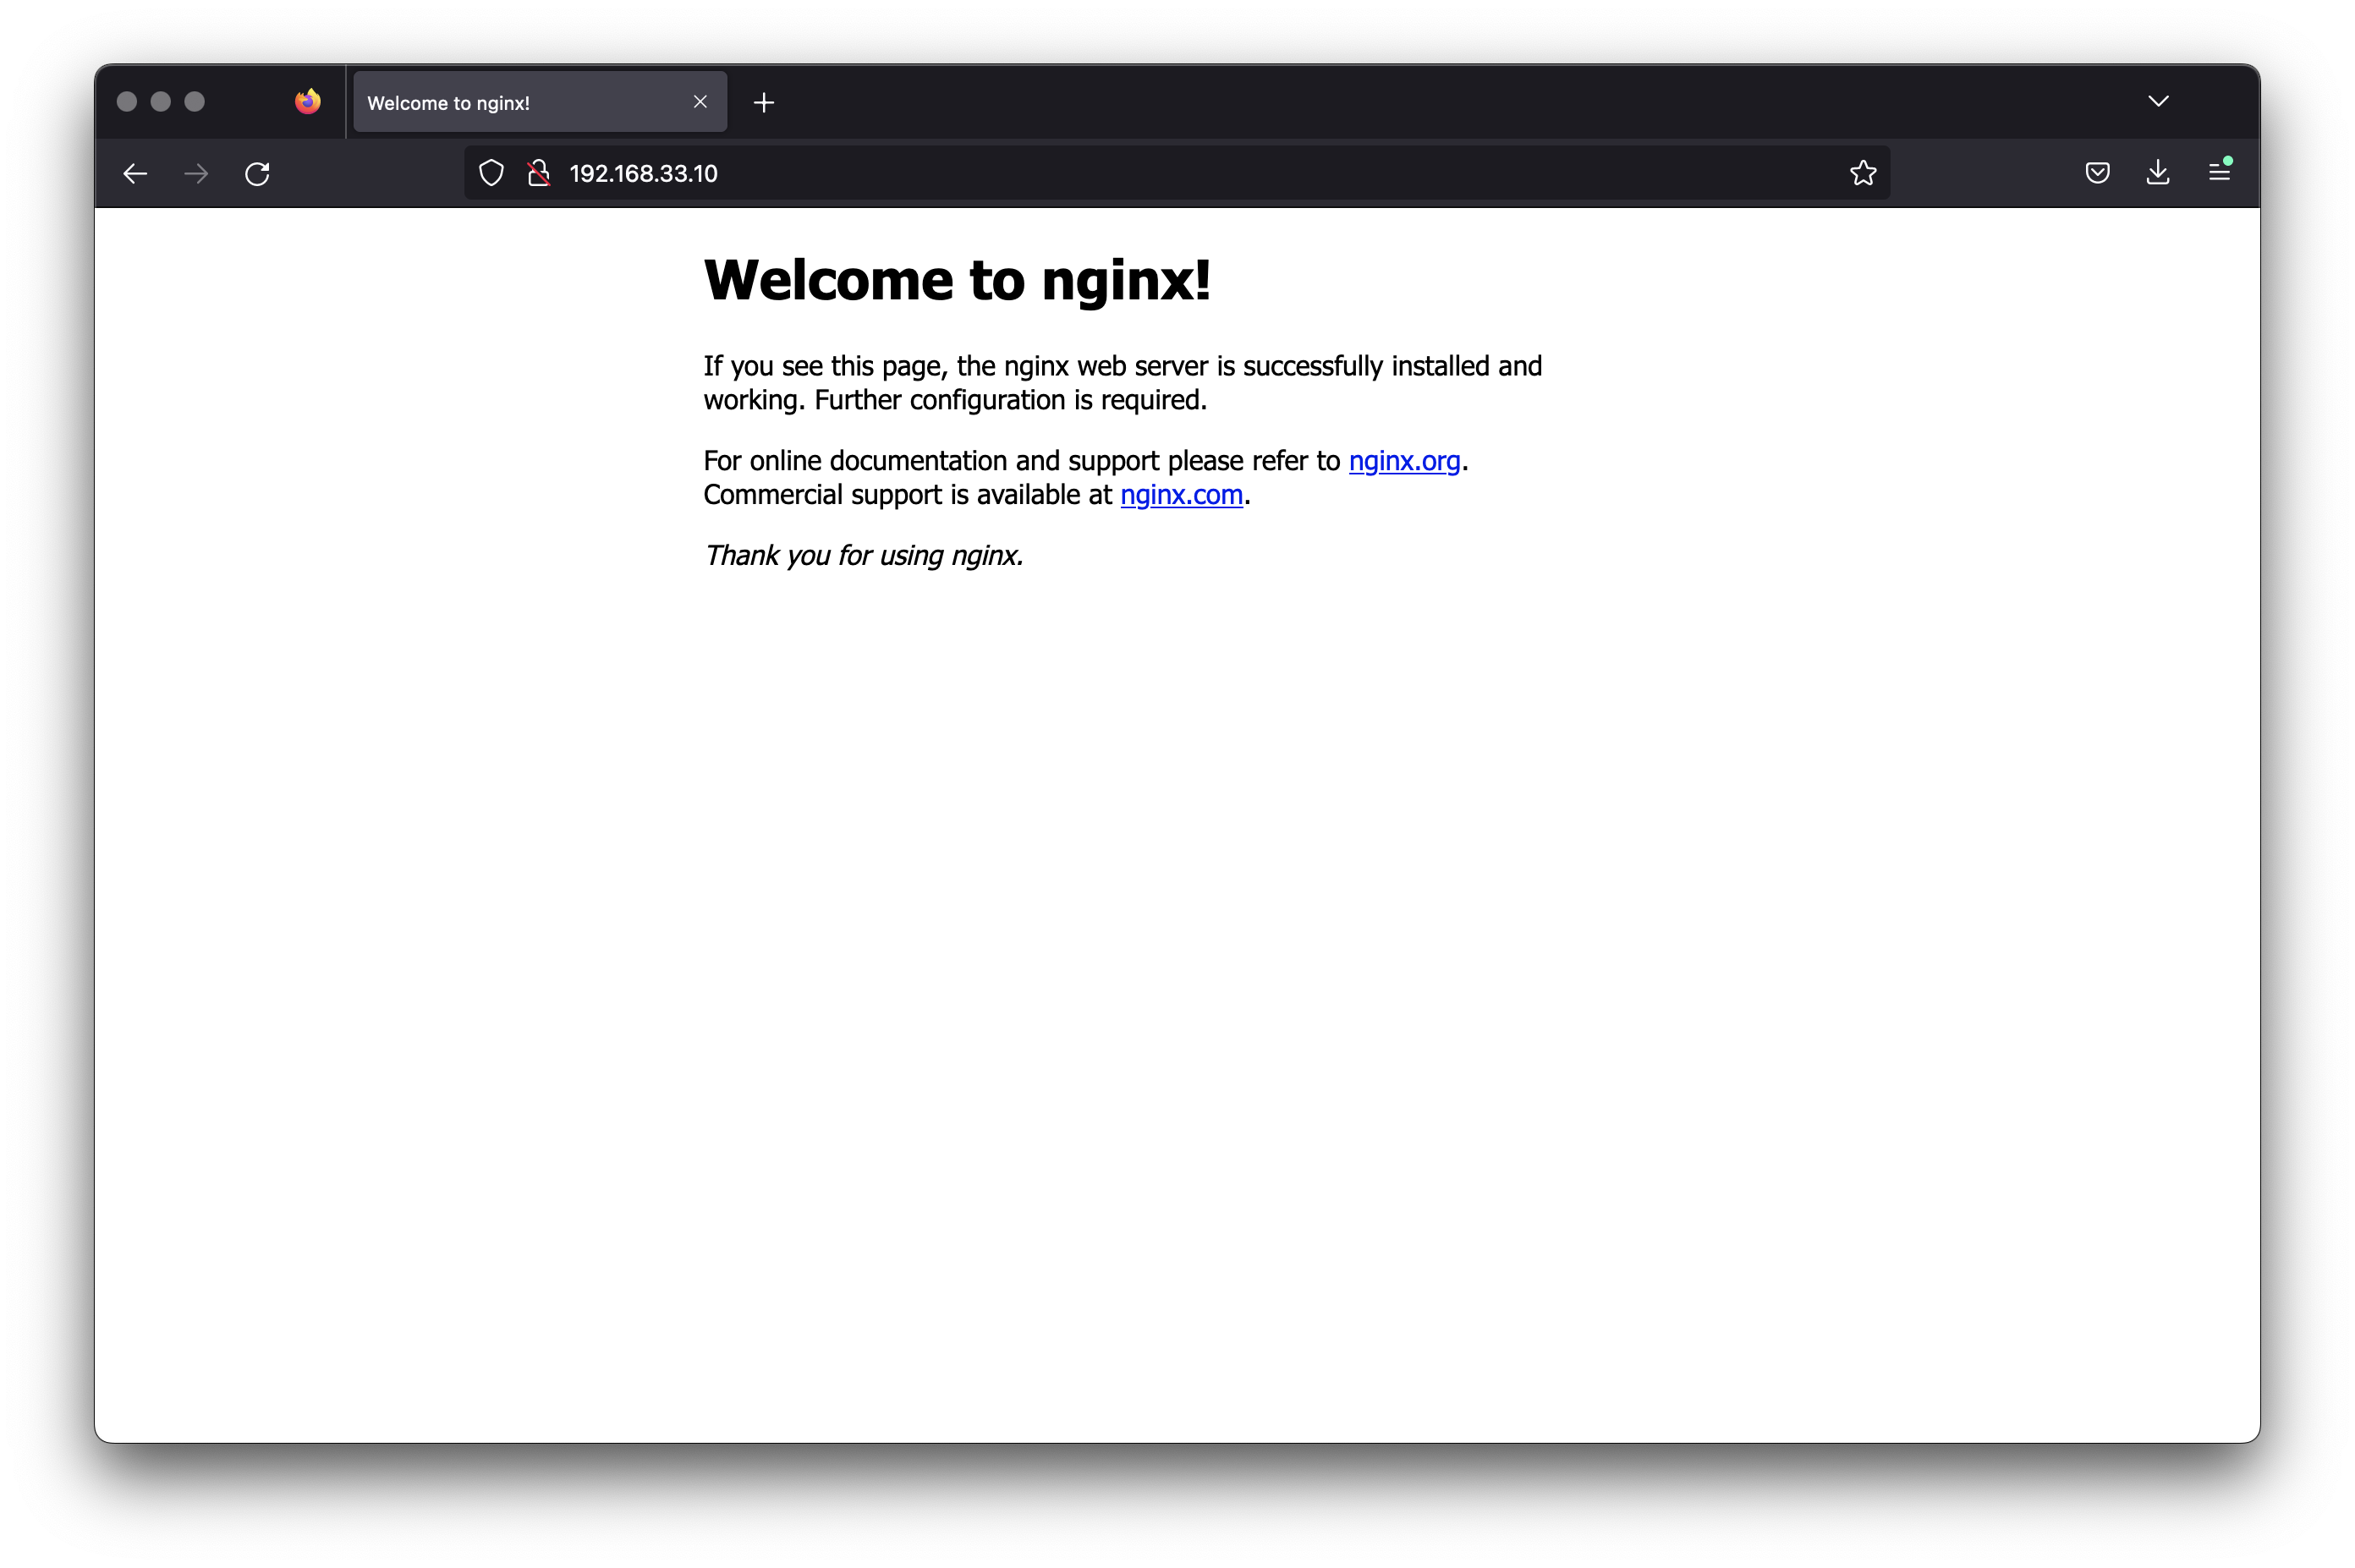 Welcome to nginx!
192.168.33.10
Welcome to nginx!
If you see this page, the nginx web server is successfully installed and
working. Further configuration is required.
For online documentation and support please refer to nginx.org.
Commercial support is available at nginx.com.
Thank you for using nginx.